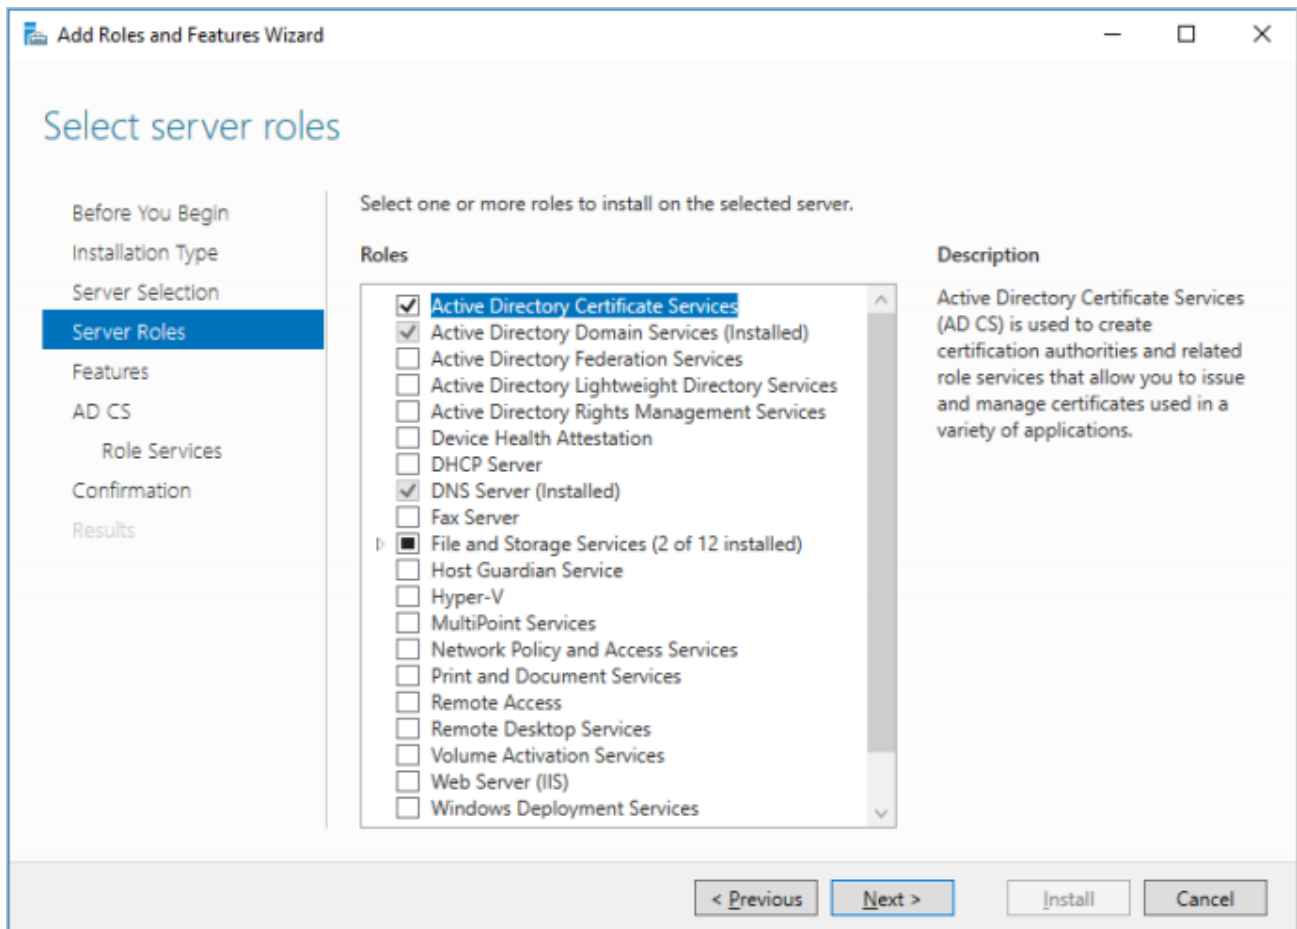 Add Roles and Features Wizard
Select server roles
Before You Begin
Installation Type
Server Selection
Server Roles
Features
AD CS
Role Services
Confirmation
Results
Select one or more roles to install on the selected server.
Roles
Active Directory Certificate Services
Active Directory Domain Services (Installed)
Active Directory Federation Services
Active Directory Lightweight Directory Services
Active Directory Rights Management Services
Device Health Attestation
DHCP Server
DNS Server (Installed)
Fax Server
File and Storage Services (2 of 12 installed)
Host Guardian Service
Hyper-V
MultiPoint Services
Network Policy and Access Services
Print and Document Services
Remote Access
Remote Desktop Services
Volume Activation Services
Web Server (IIS)
Windows Deployment Services
Description
Active Directory Certificate Services
(AD CS) is used to create
certification authorities and related
role services that allow you to issue
and manage certificates used in a
variety of applications.
< Previous
Next >
Install
Cancel